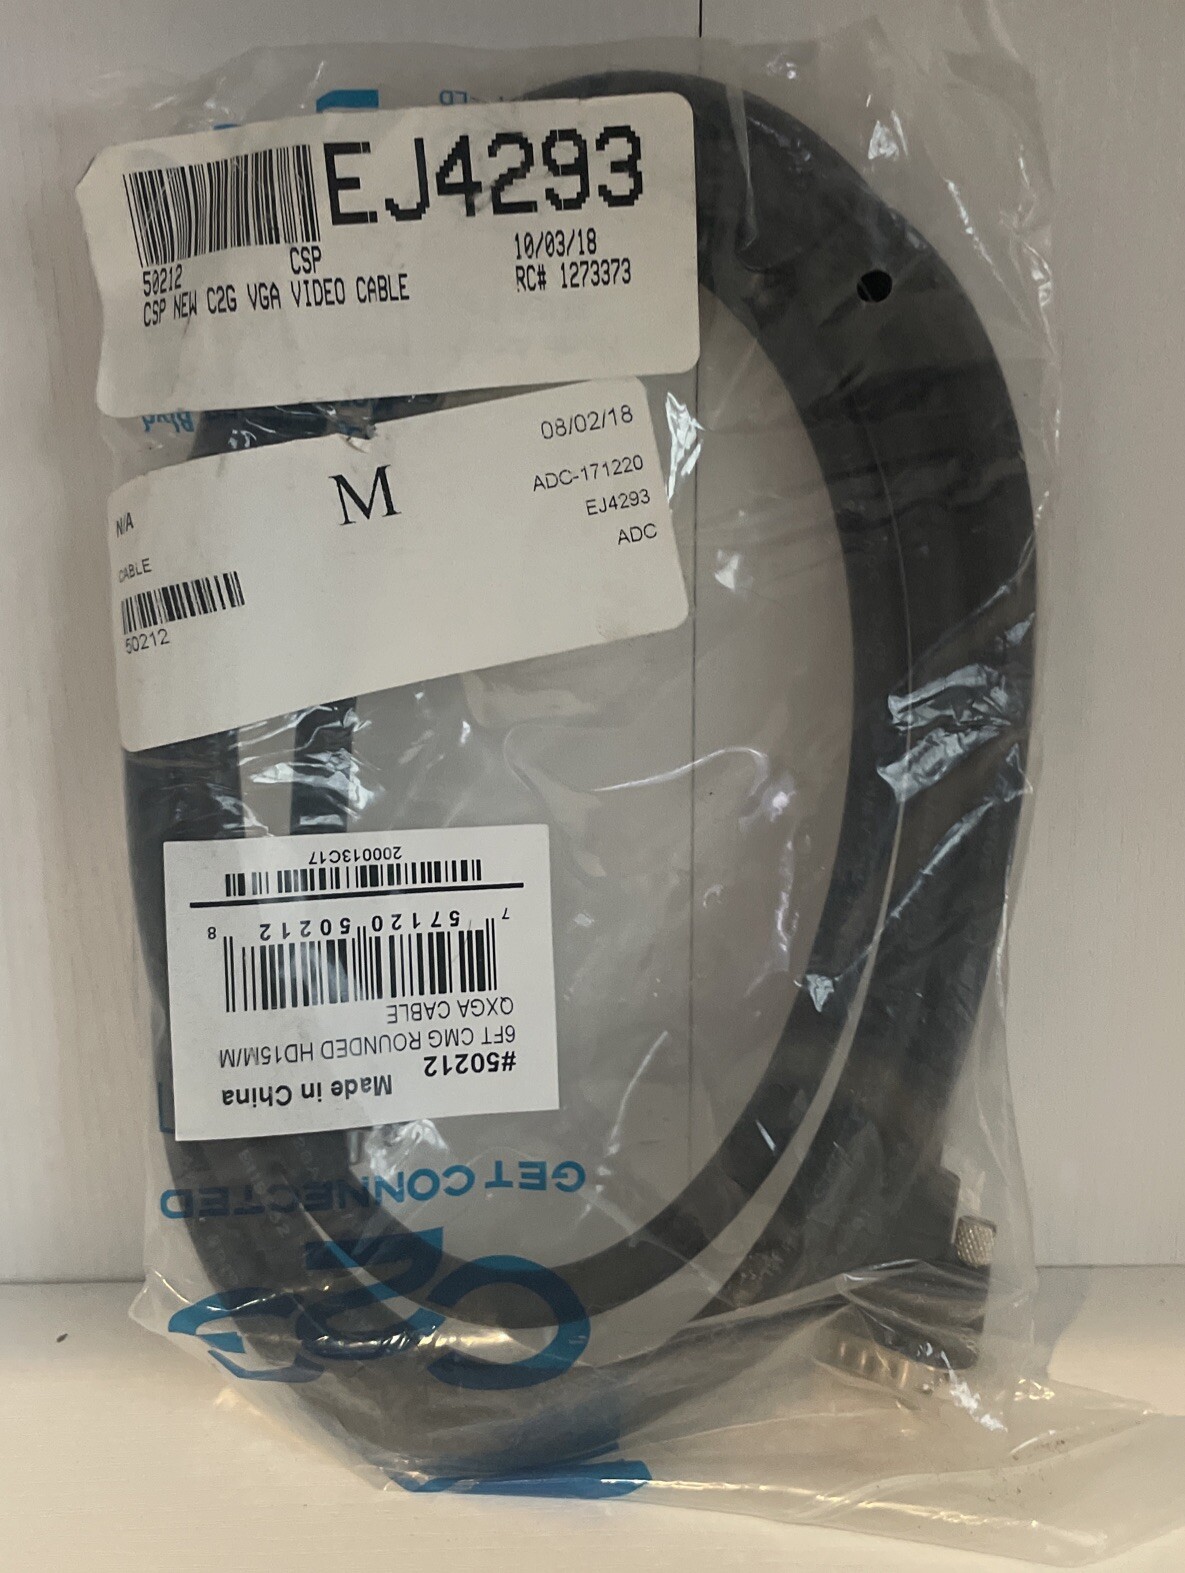 EJ4293
50212 CSP 10/03/18
CSP NEW C2G VGA VIDEO CABLE RC# 1273373
08/02/18
N/A M ADC-171220
EJ4293
CABLE ADC
50212
Made in China
#50212
6FT CMG ROUNDED HD15M/M
QXGA CABLE
7 57120 50212 8
200013C17
GET CONNECTED
C2G